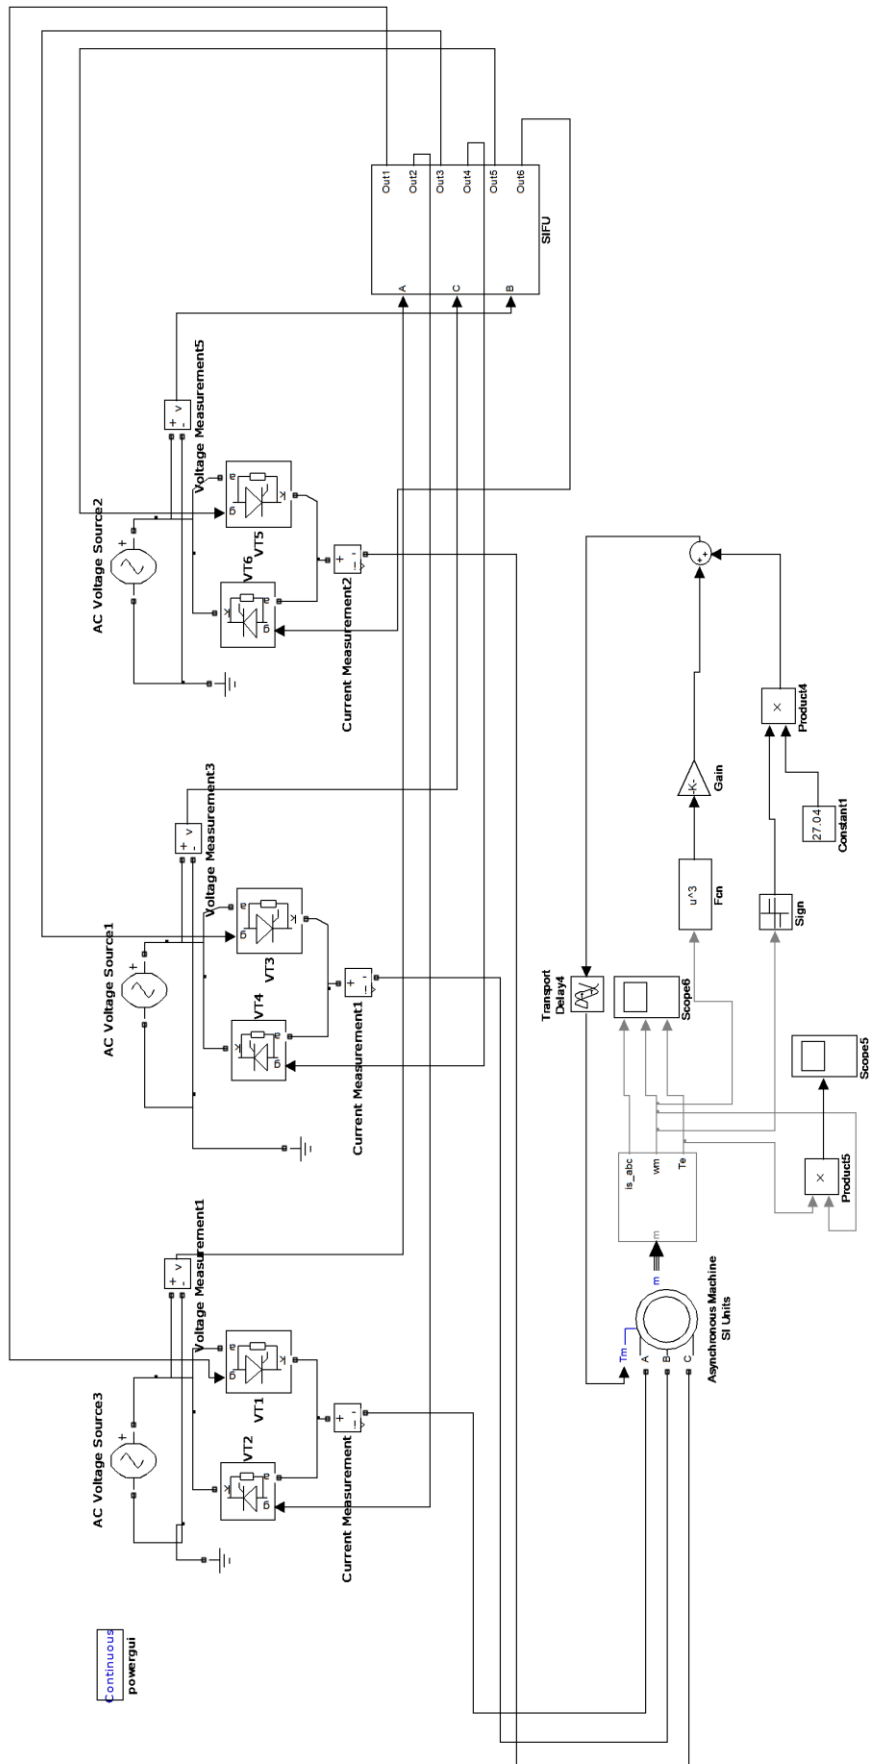 Continuous
powergui
AC Voltage Source3
+
Voltage Measurement1
+
-
v
VT1
g
a
k
VT2
g
a
k
Current Measurement
+
-
i
AC Voltage Source1
+
Voltage Measurement3
+
-
v
VT3
g
a
k
VT4
g
a
k
Current Measurement1
+
-
i
AC Voltage Source2
+
Voltage Measurement5
+
-
v
VT5
g
a
k
VT6
g
a
k
Current Measurement2
+
-
i
A
C
B
Out1
Out2
Out3
Out4
Out5
Out6
SIFU
Tm
A
B
C
m
Asynchronous Machine
SI Units
m
is_abc
wm
Te
Transport
Delay4
Scope6
×
Product5
Scope5
u^3
Fcn
-K-
Gain
Sign
27.04
Constant1
×
Product4
+
+